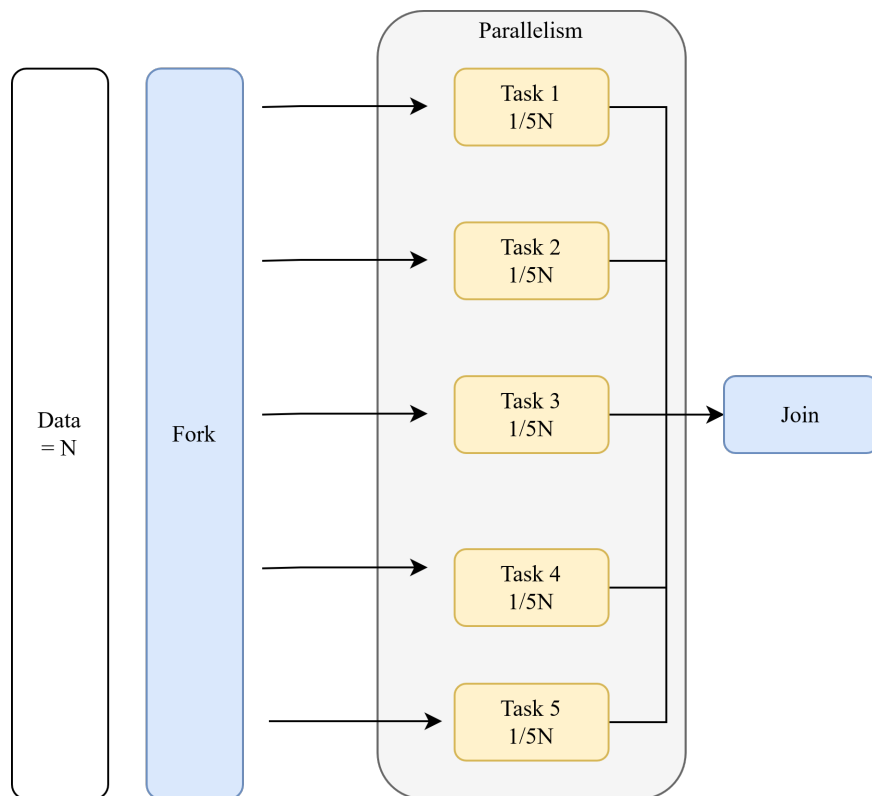 Parallelism
Data
= N
Fork
Task 1
1/5N
Task 2
1/5N
Task 3
1/5N
Task 4
1/5N
Task 5
1/5N
Join